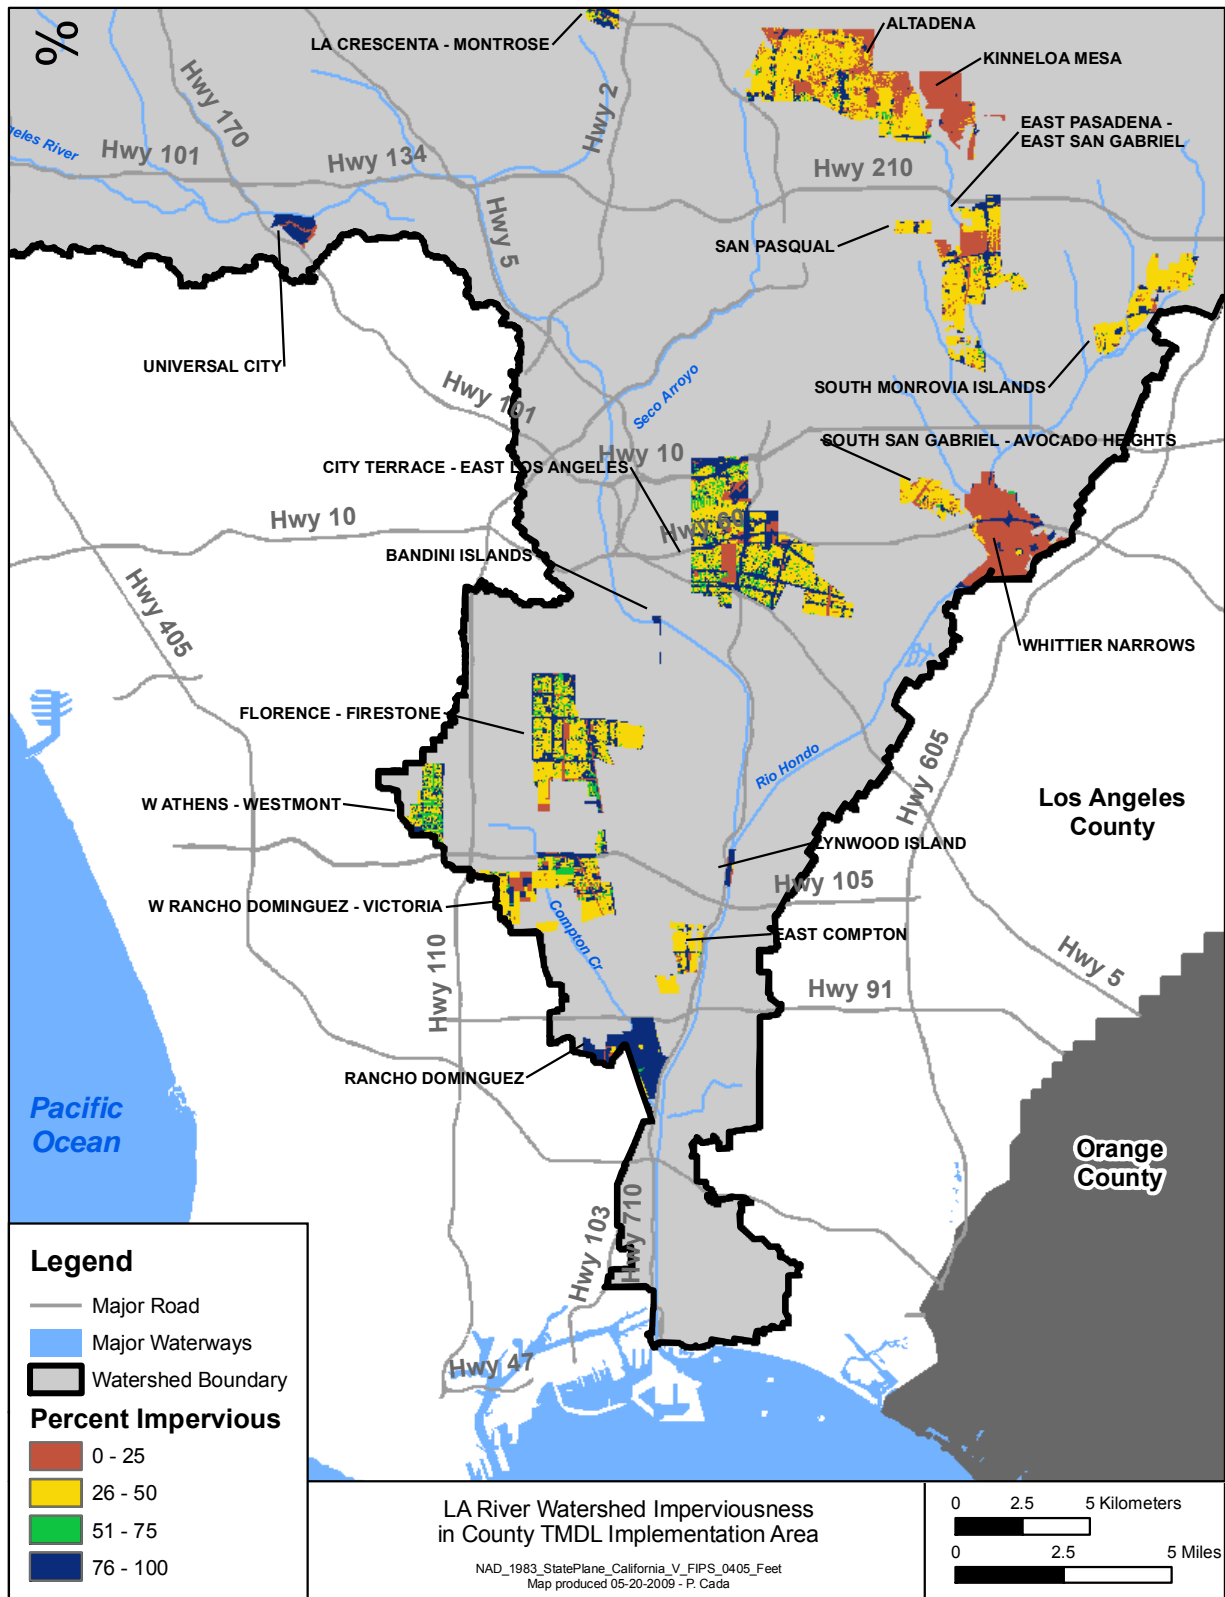 %
LA CRESCENTA - MONTROSE
ALTADENA
KINNELOA MESA
EAST PASADENA -
EAST SAN GABRIEL
Hwy 170
Hwy 2
geles River
Hwy 101
Hwy 134
Hwy 210
Hwy 5
SAN PASQUAL
UNIVERSAL CITY
Hwy 101
Seco Arroyo
SOUTH MONROVIA ISLANDS
SOUTH SAN GABRIEL - AVOCADO HEIGHTS
Hwy 10
CITY TERRACE - EAST LOS ANGELES
Hwy 10
Hwy 60
BANDINI ISLANDS
Hwy 405
WHITTIER NARROWS
FLORENCE - FIRESTONE
Rio Hondo
Hwy 605
W ATHENS - WESTMONT
Los Angeles
County
LYNWOOD ISLAND
Hwy 105
W RANCHO DOMINGUEZ - VICTORIA
Compton Cr
EAST COMPTON
Hwy 110
Hwy 5
Hwy 91
RANCHO DOMINGUEZ
Pacific
Ocean
Orange
County
Hwy 103
Hwy 710
Hwy 47
Legend
Major Road
Major Waterways
Watershed Boundary
Percent Impervious
0 - 25
26 - 50
51 - 75
76 - 100
LA River Watershed Imperviousness
in County TMDL Implementation Area
NAD_1983_StatePlane_California_V_FIPS_0405_Feet
Map produced 05-20-2009 - P. Cada
0 2.5 5 Kilometers
0 2.5 5 Miles